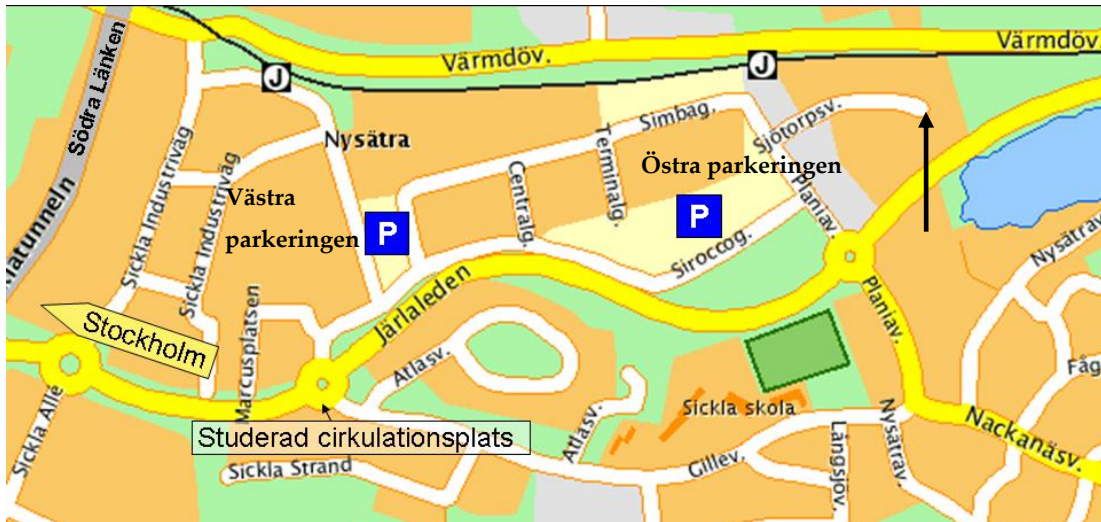 Södra Länken
Värmdöv.
Värmdöv.
J
J
Sickla Industriväg
Nysätra
Simbag.
Sjötorpsv.
Sickla Industriväg
Västra
parkeringen
P
Centralg.
Terminalg.
Östra parkeringen
P
Planiav.
Siroccog.
Nysätrav
Stockholm
Marcusplatsen
Järlaleden
Atlasv.
Planiav.
Fåg
Sickla Allé
Studerad cirkulationsplats
Sickla Strand
Atlasv.
Sickla skola
Gillev.
Långsjöv.
Nysätrav.
Nackanäsv.